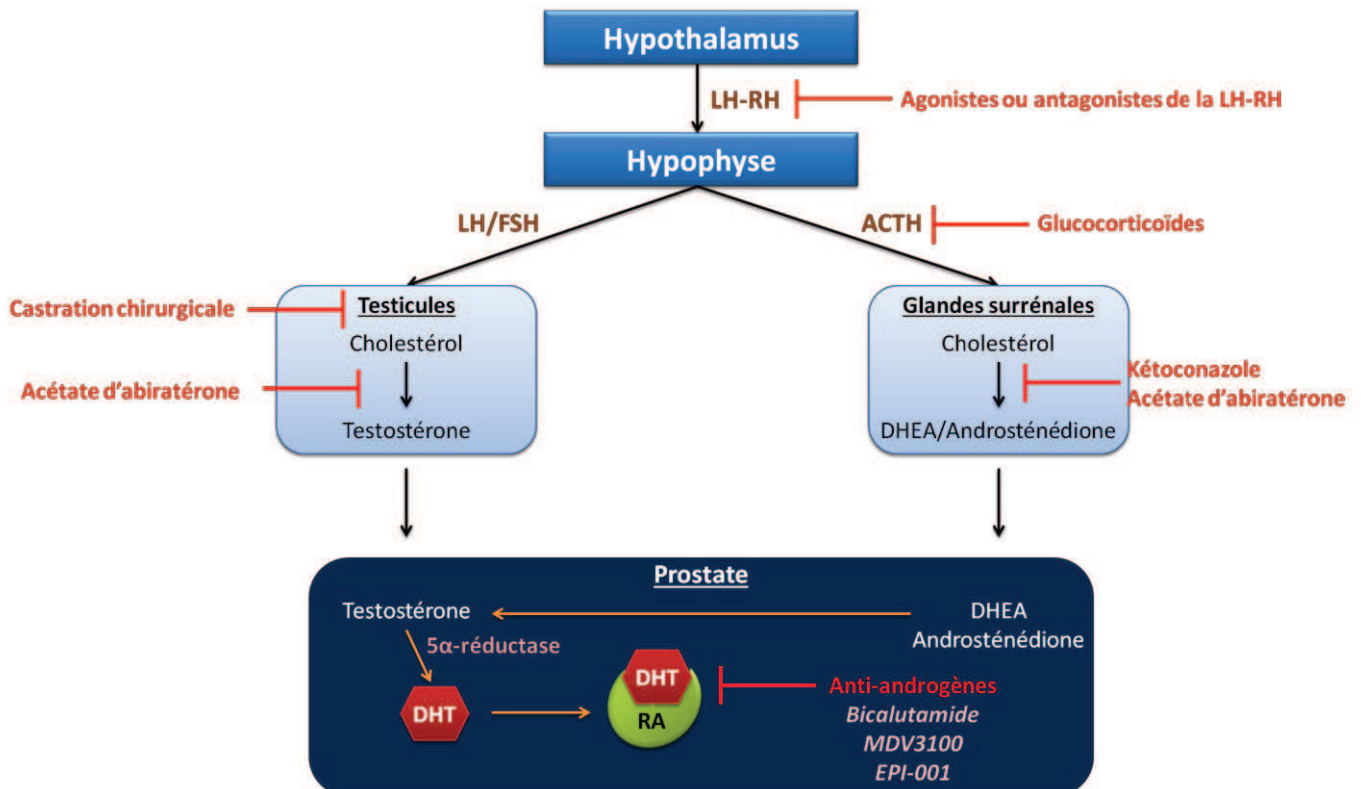 Hypothalamus
LH-RH
Agonistes ou antagonistes de la LH-RH
Hypophyse
LH/FSH
ACTH
Glucocorticoïdes
Castration chirurgicale
Testicules
Cholestérol
Acétate d'abiratérone
Testostérone
Glandes surrénales
Cholestérol
Kétoconazole
Acétate d'abiratérone
DHEA/Androsténédione
Prostate
Testostérone
DHEA
Androsténédione
5α-réductase
DHT
DHT
RA
Anti-androgènes
Bicalutamide
MDV3100
EPI-001